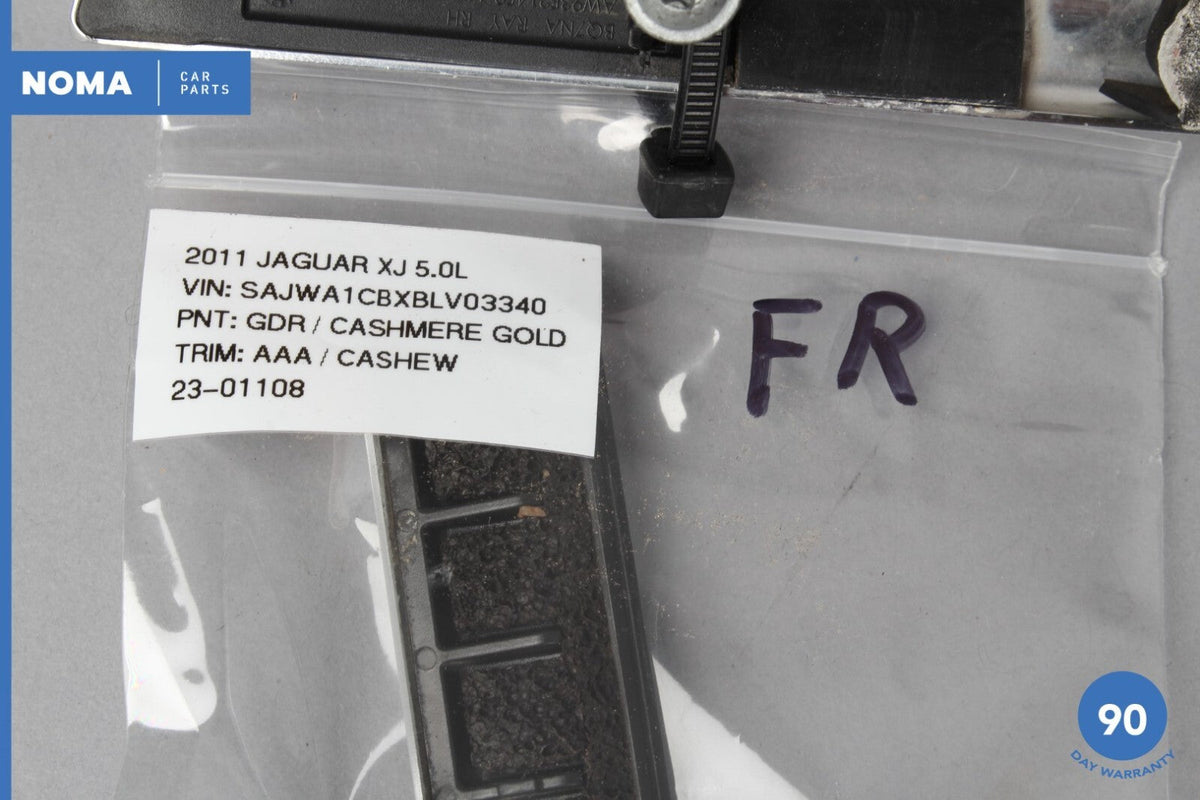 NOMA
CAR
PARTS
2011 JAGUAR XJ 5.0L
VIN: SAJWA1CBXBLV03340
PNT: GDR / CASHMERE GOLD
TRIM: AAA / CASHEW
23-01108
FR
90
DAY WARRANTY